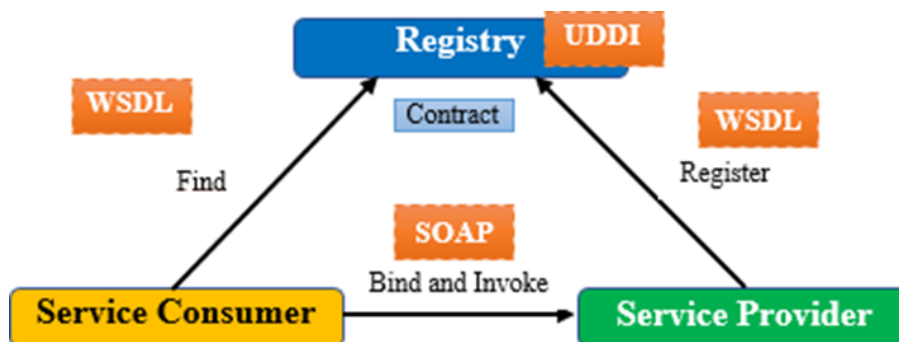 Registry
UDDI
WSDL
Contract
WSDL
Find
Register
SOAP
Bind and Invoke
Service Consumer
Service Provider